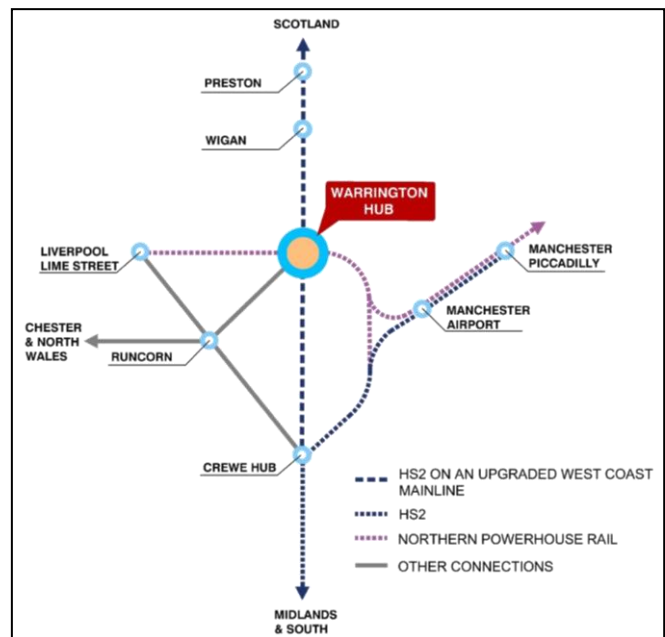 SCOTLAND
PRESTON
WIGAN
WARRINGTON
HUB
LIVERPOOL
LIME STREET
MANCHESTER
PICCADILLY
MANCHESTER
AIRPORT
CHESTER
& NORTH
WALES
RUNCORN
CREWE HUB
HS2 ON AN UPGRADED WEST COAST
MAINLINE
HS2
NORTHERN POWERHOUSE RAIL
OTHER CONNECTIONS
MIDLANDS
& SOUTH